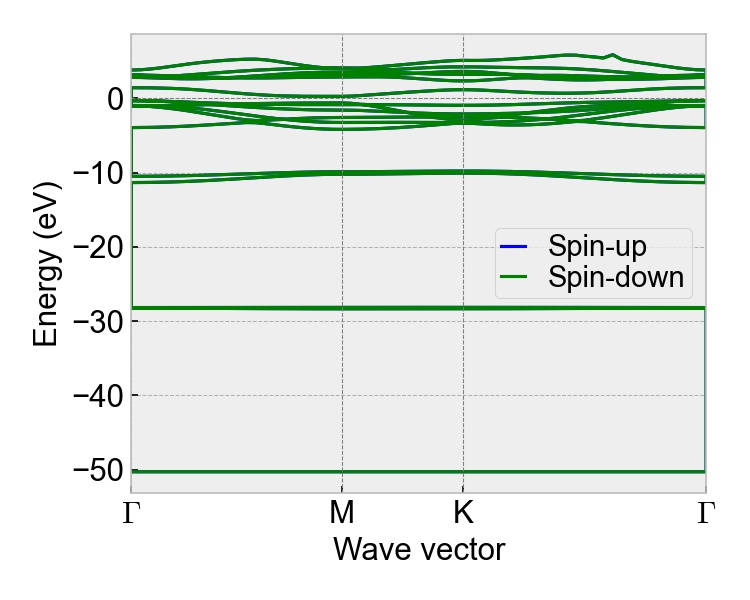 0
−10
−20
−30
−40
−50
Energy (eV)
Spin-up
Spin-down
Γ M K Γ
Wave vector